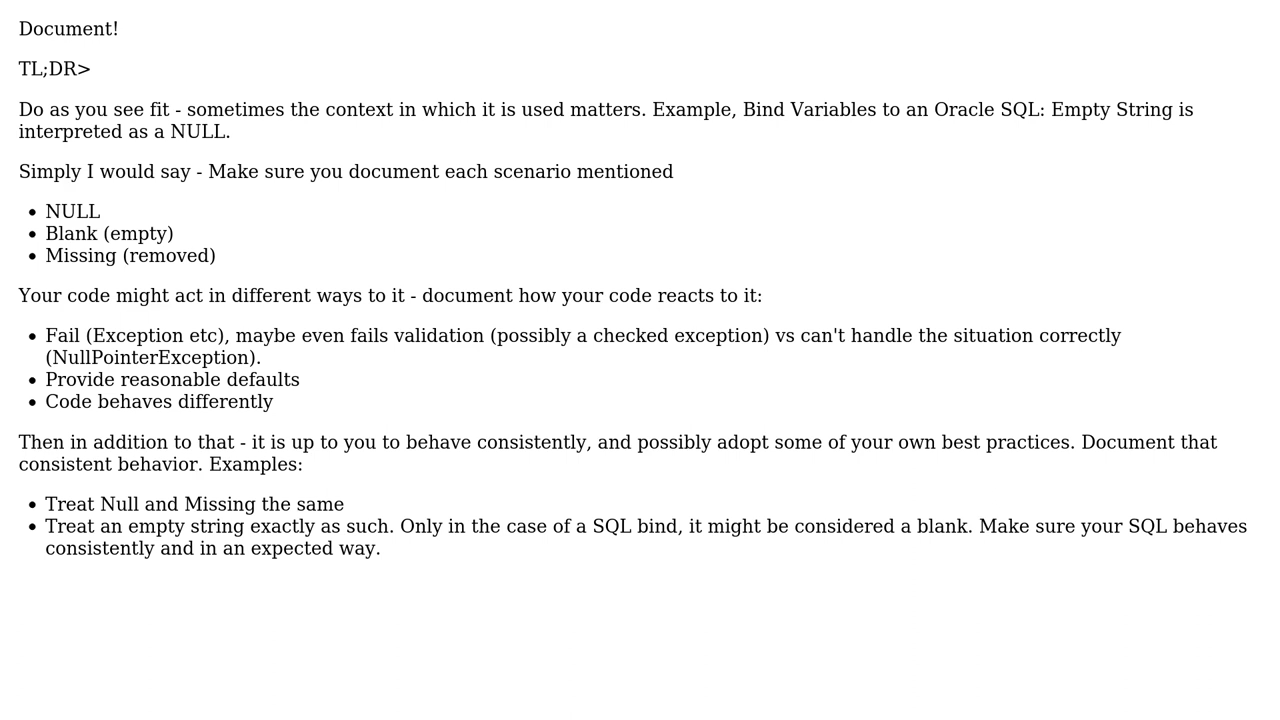 Document!
TL;DR>
Do as you see fit - sometimes the context in which it is used matters. Example, Bind Variables to an Oracle SQL: Empty String is
interpreted as a NULL.
Simply I would say - Make sure you document each scenario mentioned
• NULL
• Blank (empty)
• Missing (removed)
Your code might act in different ways to it - document how your code reacts to it:
• Fail (Exception etc), maybe even fails validation (possibly a checked exception) vs can't handle the situation correctly
(NullPointerException).
• Provide reasonable defaults
• Code behaves differently
Then in addition to that - it is up to you to behave consistently, and possibly adopt some of your own best practices. Document that
consistent behavior. Examples:
• Treat Null and Missing the same
• Treat an empty string exactly as such. Only in the case of a SQL bind, it might be considered a blank. Make sure your SQL behaves
consistently and in an expected way.